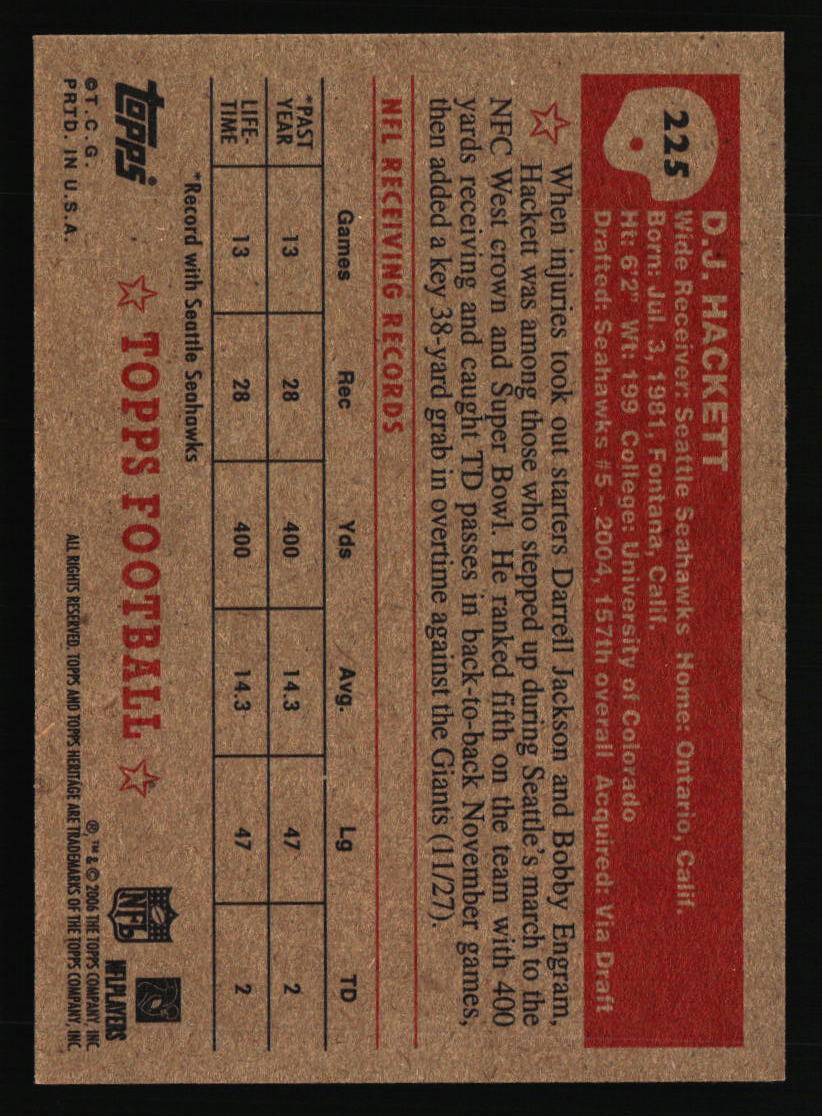 225
D.J. HACKETT
Wide Receiver: Seattle Seahawks Home: Ontario, Calif.
Born: Jul. 3, 1981, Fontana, Calif.
Ht: 6'2" Wt: 199 College: University of Colorado
Drafted: Seahawks #5 – 2004, 157th overall Acquired: Via Draft
When injuries took out starters Darrell Jackson and Bobby Engram,
Hackett was among those who stepped up during Seattle's march to the
NFC West crown and Super Bowl. He ranked fifth on the team with 400
yards receiving and caught TD passes in back-to-back November games,
then added a key 38-yard grab in overtime against the Giants (11/27).
NFL RECEIVING RECORDS
Games Rec Yds Avg. Lg TD
*PAST YEAR 13 28 400 14.3 47 2
LIFE-TIME 13 28 400 14.3 47 2
*Record with Seattle Seahawks
topps
TOPPS FOOTBALL
NFL
NFLPLAYERS
©T.C.G.
PRTD. IN U.S.A.
®, ™ & © 2006 THE TOPPS COMPANY, INC.
ALL RIGHTS RESERVED. TOPPS AND TOPPS HERITAGE ARE TRADEMARKS OF THE TOPPS COMPANY, INC.